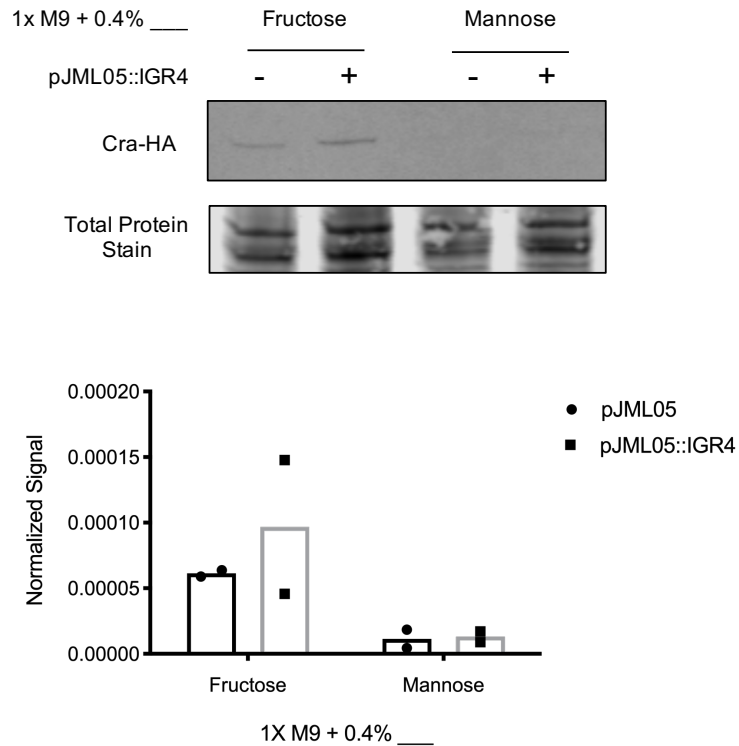 1x M9 + 0.4% ___ Fructose Mannose
pJML05::IGR4 - + - +
Cra-HA
Total Protein
Stain
0.00020
0.00015
0.00010
0.00005
0.00000
Normalized Signal
pJML05
pJML05::IGR4
Fructose Mannose
1X M9 + 0.4% ___